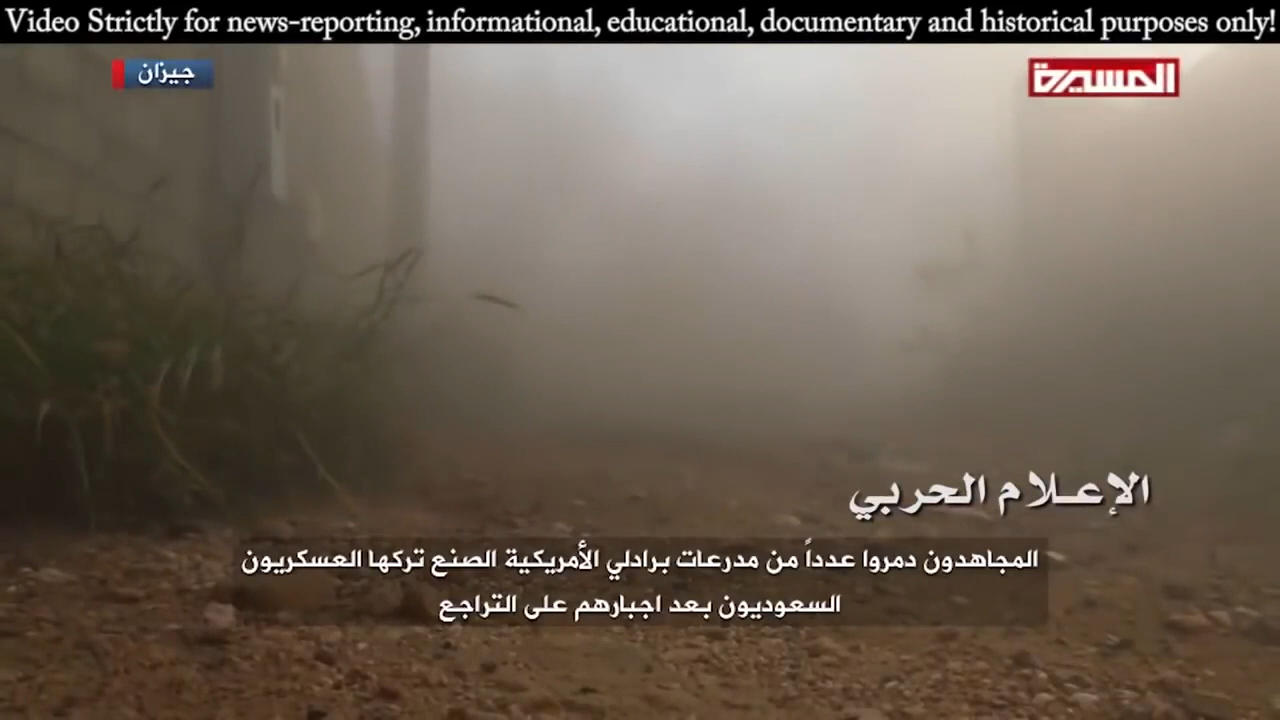 Video Strictly for news-reporting, informational, educational, documentary and historical purposes only!
جيزان
المسيرة
الإعلام الحربي
المجاهدون دمروا عدداً من مدرعات برادلي الأمريكية الصنع تركها العسكريون
السعوديون بعد اجبارهم على التراجع